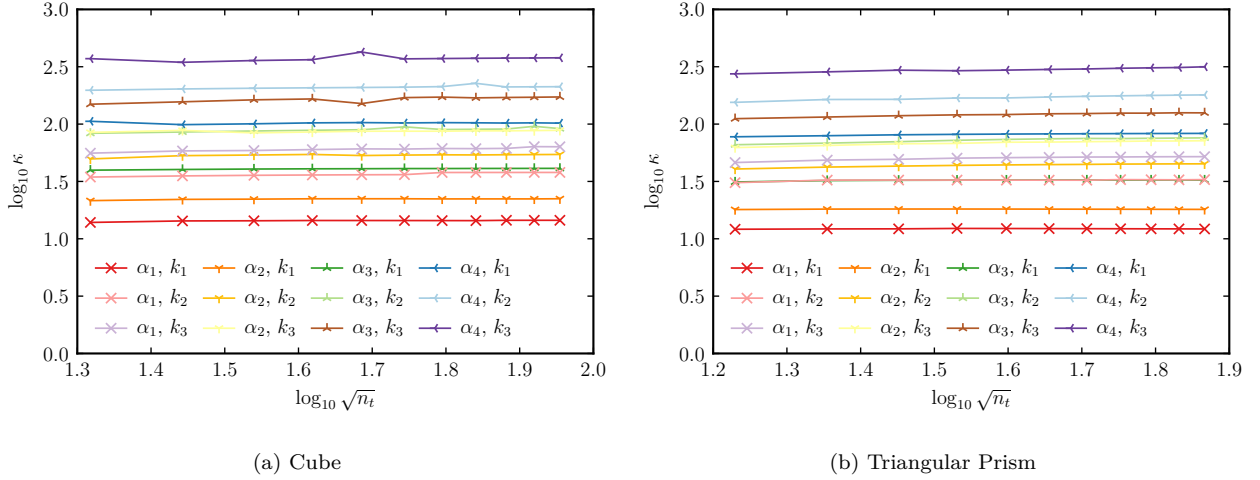 3.0
2.5
2.0
1.5
1.0
0.5
0.0
log₁₀ κ
α₁, k₁ α₂, k₁ α₃, k₁ α₄, k₁
α₁, k₂ α₂, k₂ α₃, k₂ α₄, k₂
α₁, k₃ α₂, k₃ α₃, k₃ α₄, k₃
1.3 1.4 1.5 1.6 1.7 1.8 1.9 2.0
log₁₀ √nₜ
(a) Cube
3.0
2.5
2.0
1.5
1.0
0.5
0.0
log₁₀ κ
α₁, k₁ α₂, k₁ α₃, k₁ α₄, k₁
α₁, k₂ α₂, k₂ α₃, k₂ α₄, k₂
α₁, k₃ α₂, k₃ α₃, k₃ α₄, k₃
1.2 1.3 1.4 1.5 1.6 1.7 1.8 1.9
log₁₀ √nₜ
(b) Triangular Prism